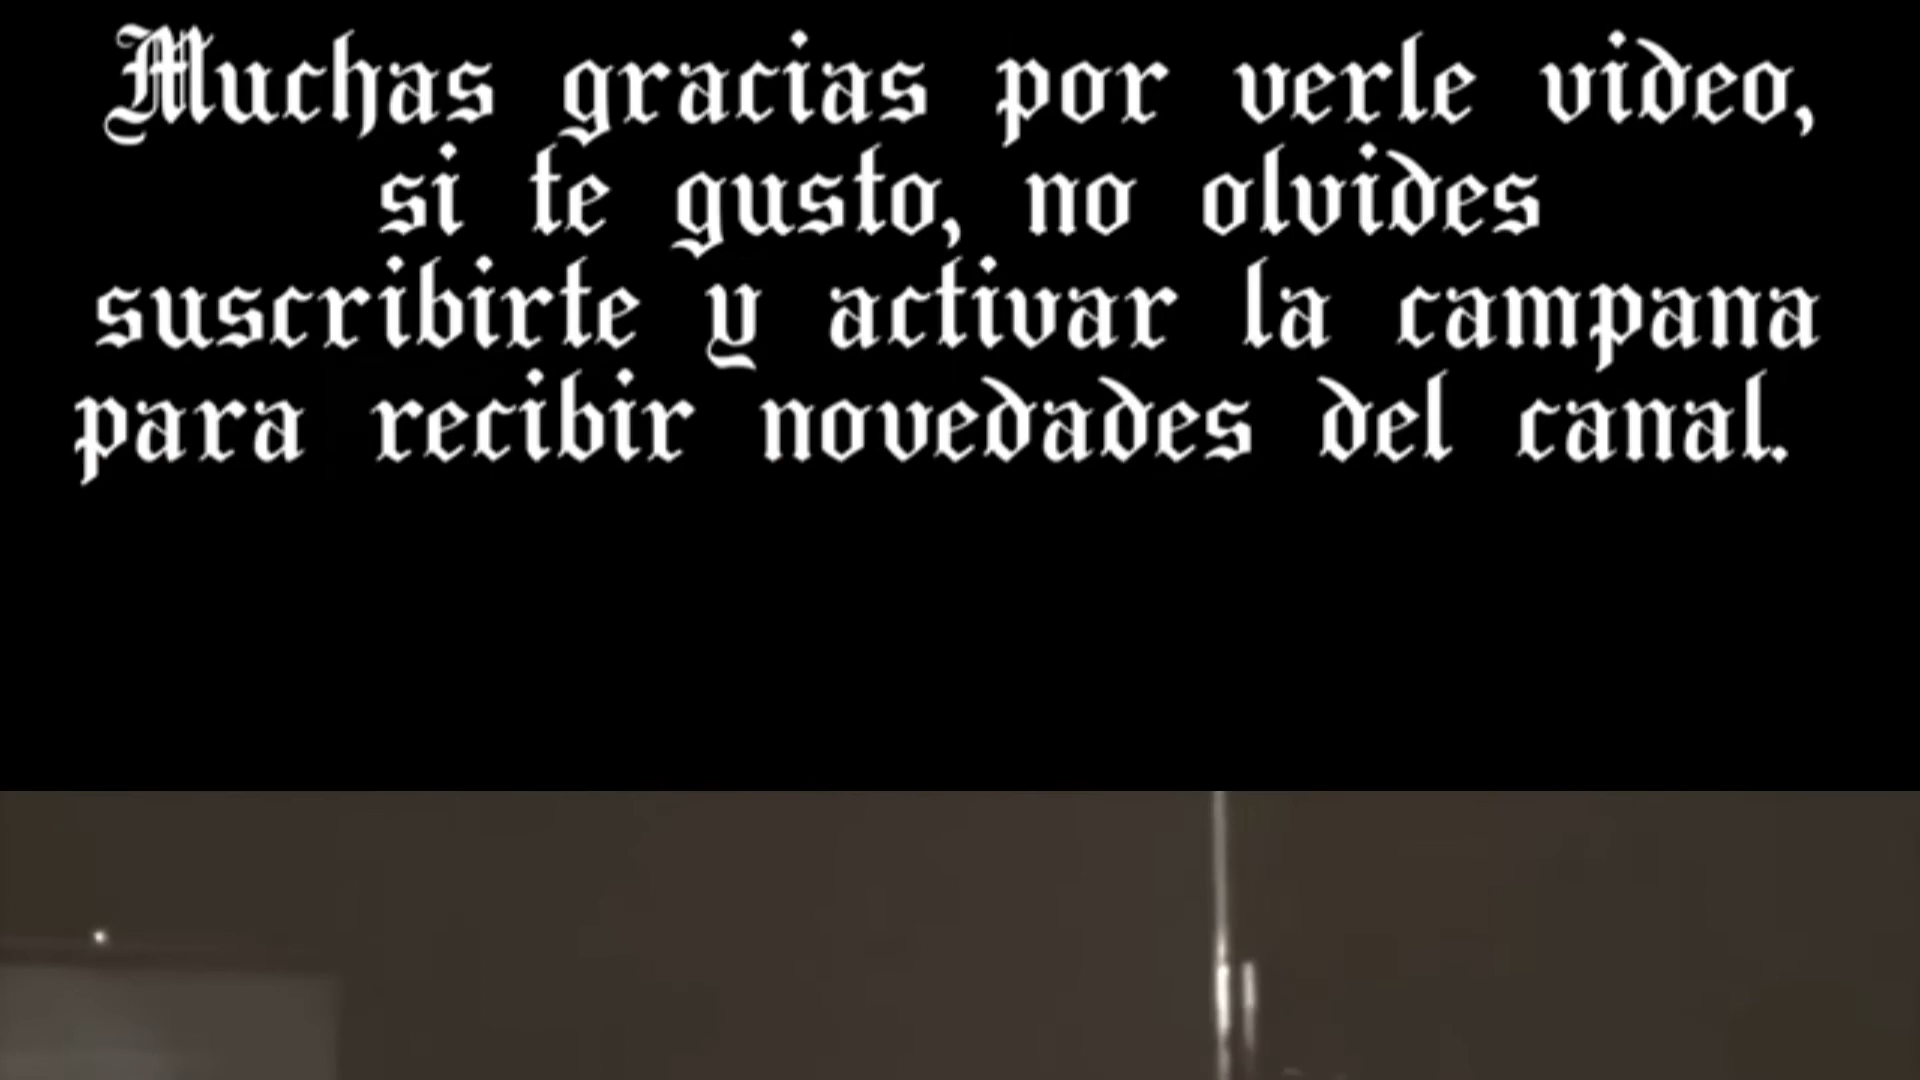 Muchas gracias por verle video,
si te gusto, no olvides
suscribirte y activar la campana
para recibir novedades del canal.